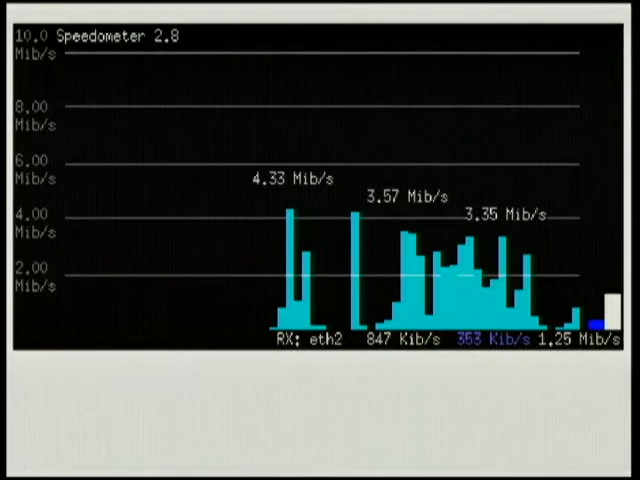 10.0 Speedometer 2.8
Mib/s
8.00
Mib/s
6.00
Mib/s
4.33 Mib/s
3.57 Mib/s
4.00
3.35 Mib/s
Mib/s
2.00
Mib/s
RX: eth2 847 Kib/s 353 Kib/s 1.25 Mib/s